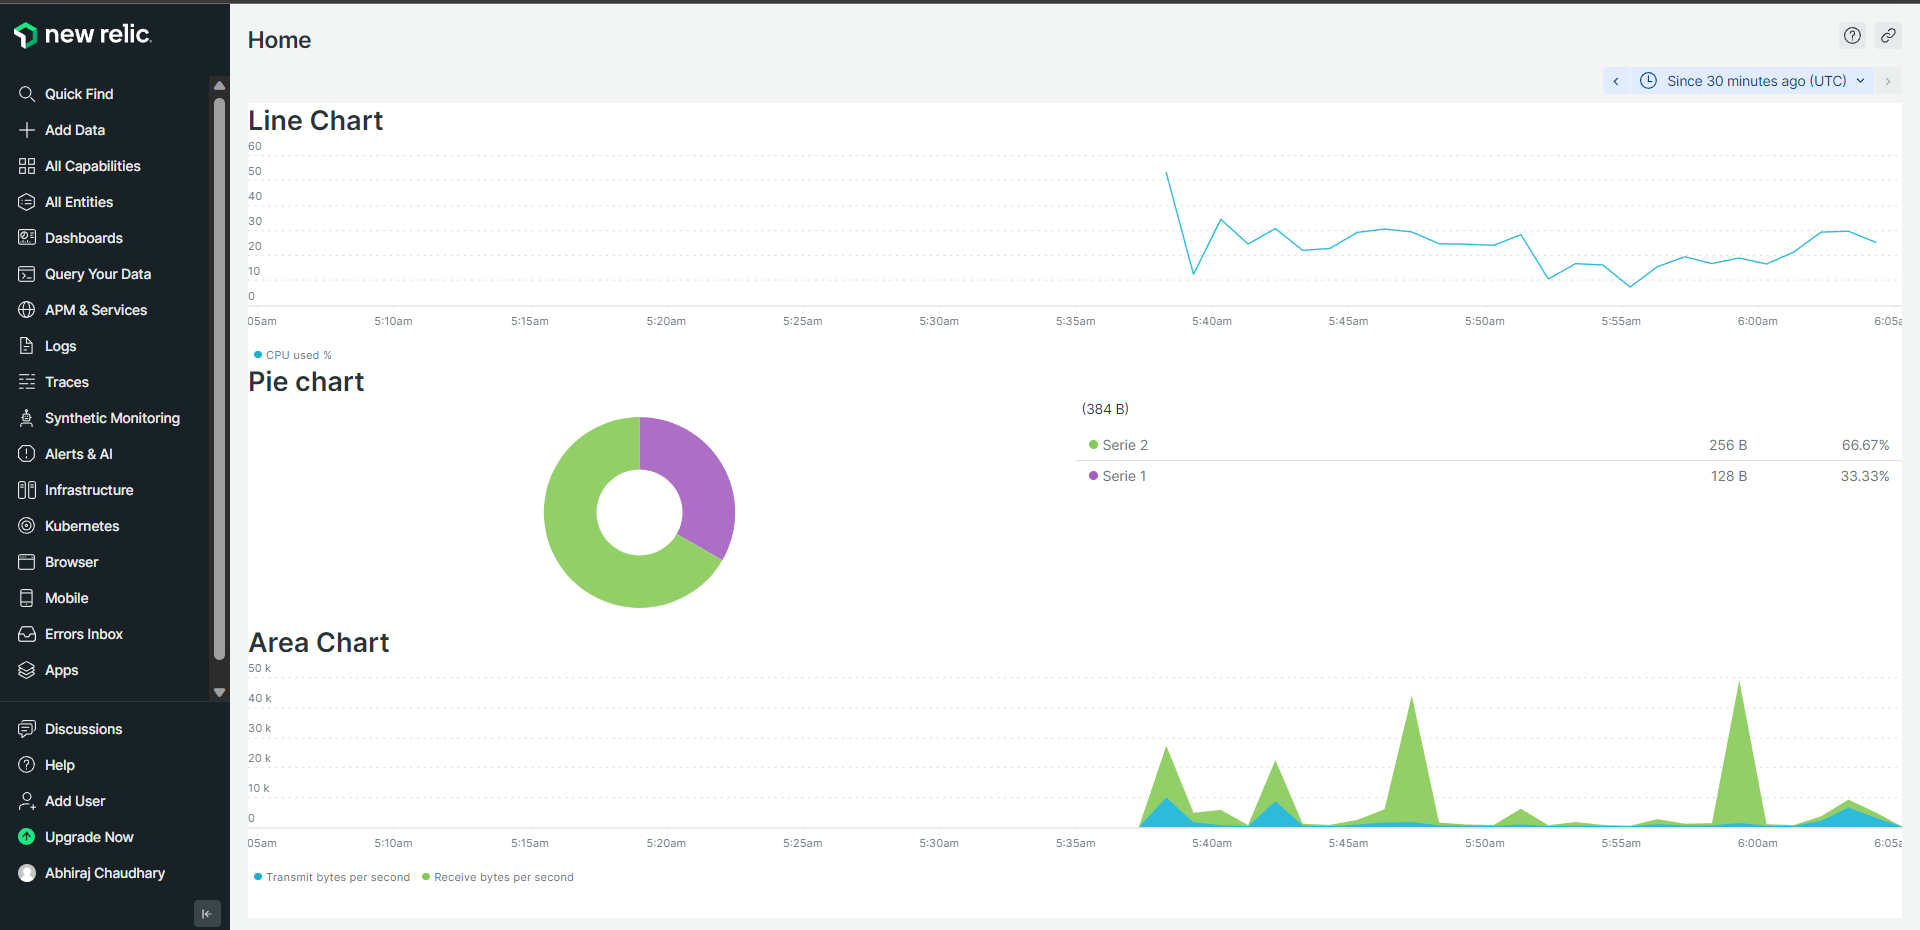 new relic.
Quick Find
Add Data
All Capabilities
All Entities
Dashboards
Query Your Data
APM & Services
Logs
Traces
Synthetic Monitoring
Alerts & AI
Infrastructure
Kubernetes
Browser
Mobile
Errors Inbox
Apps
Discussions
Help
Add User
Upgrade Now
Abhiraj Chaudhary
Home
Since 30 minutes ago (UTC)
Line Chart
60
50
40
30
20
10
0
05am 5:10am 5:15am 5:20am 5:25am 5:30am 5:35am 5:40am 5:45am 5:50am 5:55am 6:00am 6:05a
CPU used %
Pie chart
(384 B)
Serie 2 256 B 66.67%
Serie 1 128 B 33.33%
Area Chart
50 k
40 k
30 k
20 k
10 k
0
05am 5:10am 5:15am 5:20am 5:25am 5:30am 5:35am 5:40am 5:45am 5:50am 5:55am 6:00am 6:05a
Transmit bytes per second Receive bytes per second